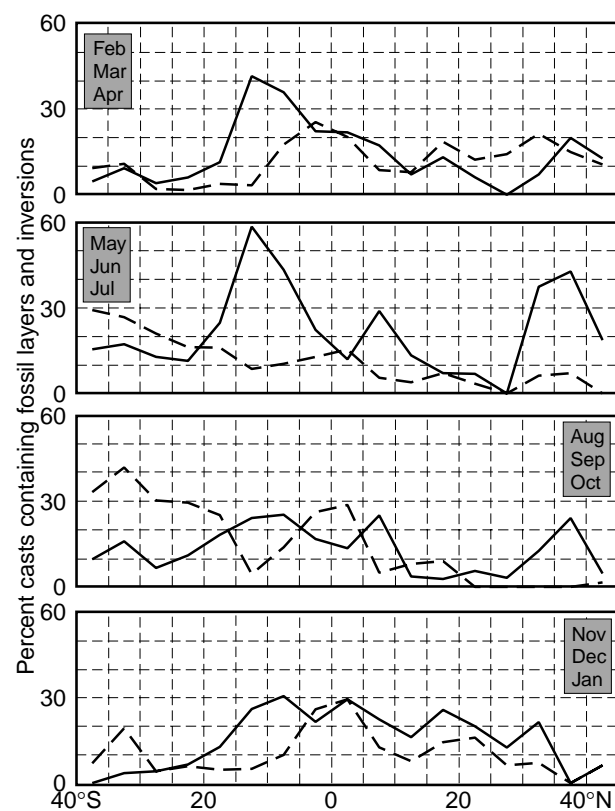 Percent casts containing fossil layers and inversions
60
30
0
Feb
Mar
Apr
60
30
0
May
Jun
Jul
60
30
0
Aug
Sep
Oct
60
30
0
Nov
Dec
Jan
40°S 20 0 20 40°N